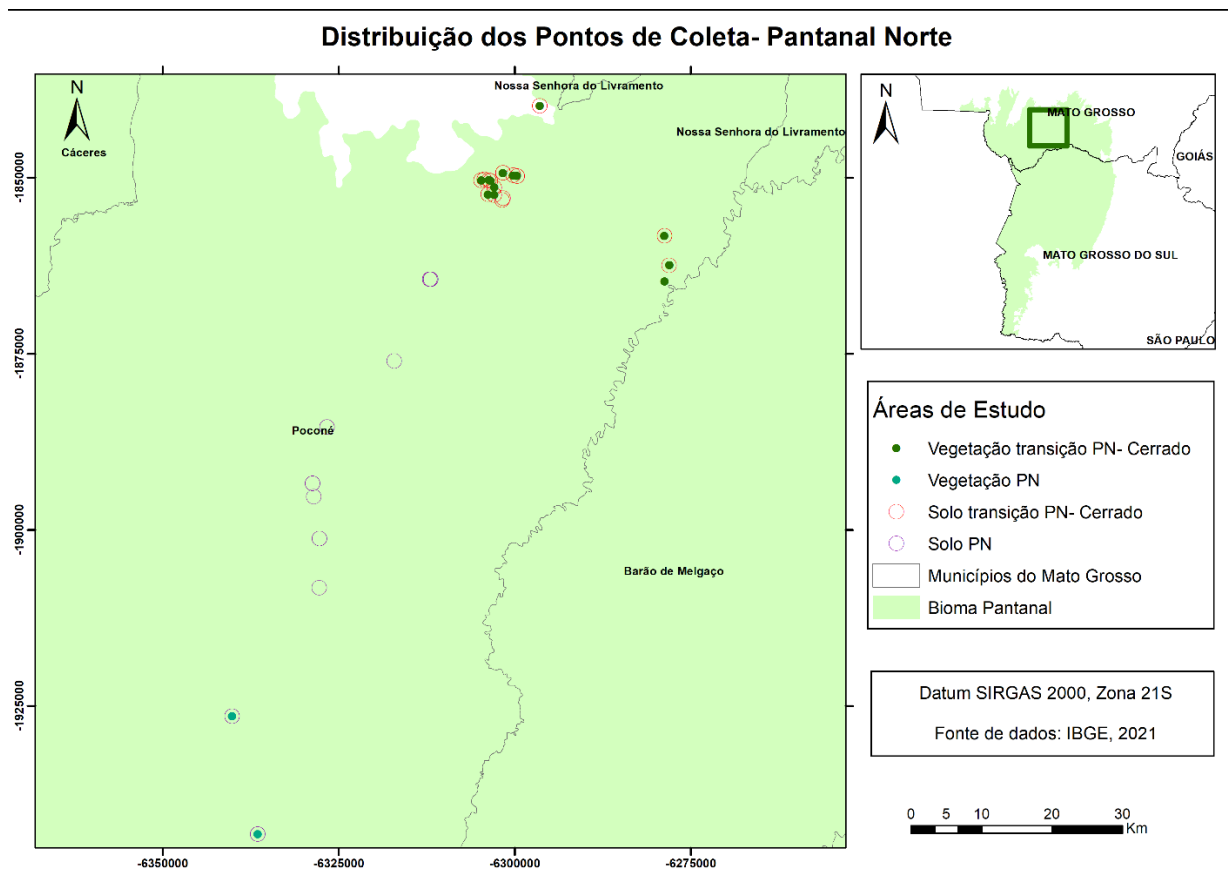 Distribuição dos Pontos de Coleta- Pantanal Norte
N
Cáceres
Nossa Senhora do Livramento
Nossa Senhora do Livramento
Poconé
Barão de Melgaço
-1850000
-1875000
-1900000
-1925000
-6350000
-6325000
-6300000
-6275000
N
MATO GROSSO
GOIÁS
MATO GROSSO DO SUL
SÃO PAULO
Áreas de Estudo
Vegetação transição PN- Cerrado
Vegetação PN
Solo transição PN- Cerrado
Solo PN
Municípios do Mato Grosso
Bioma Pantanal
Datum SIRGAS 2000, Zona 21S
Fonte de dados: IBGE, 2021
0 5 10 20 30
Km